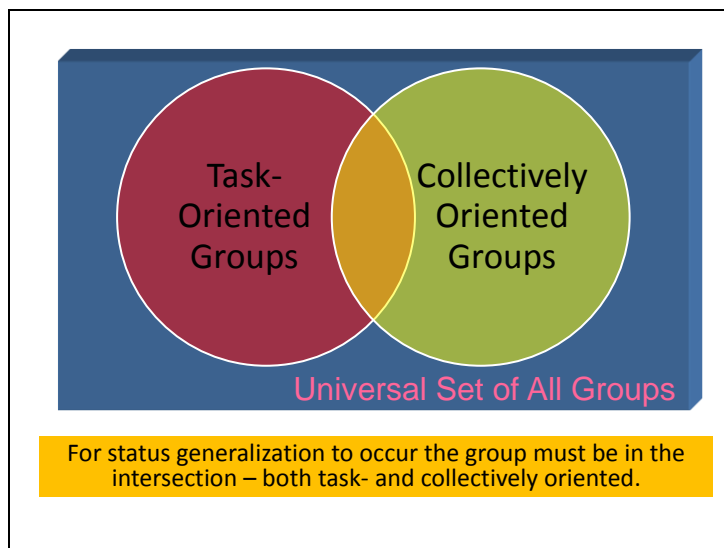 Task-
Oriented
Groups
Collectively
Oriented
Groups
Universal Set of All Groups
For status generalization to occur the group must be in the
intersection – both task- and collectively oriented.